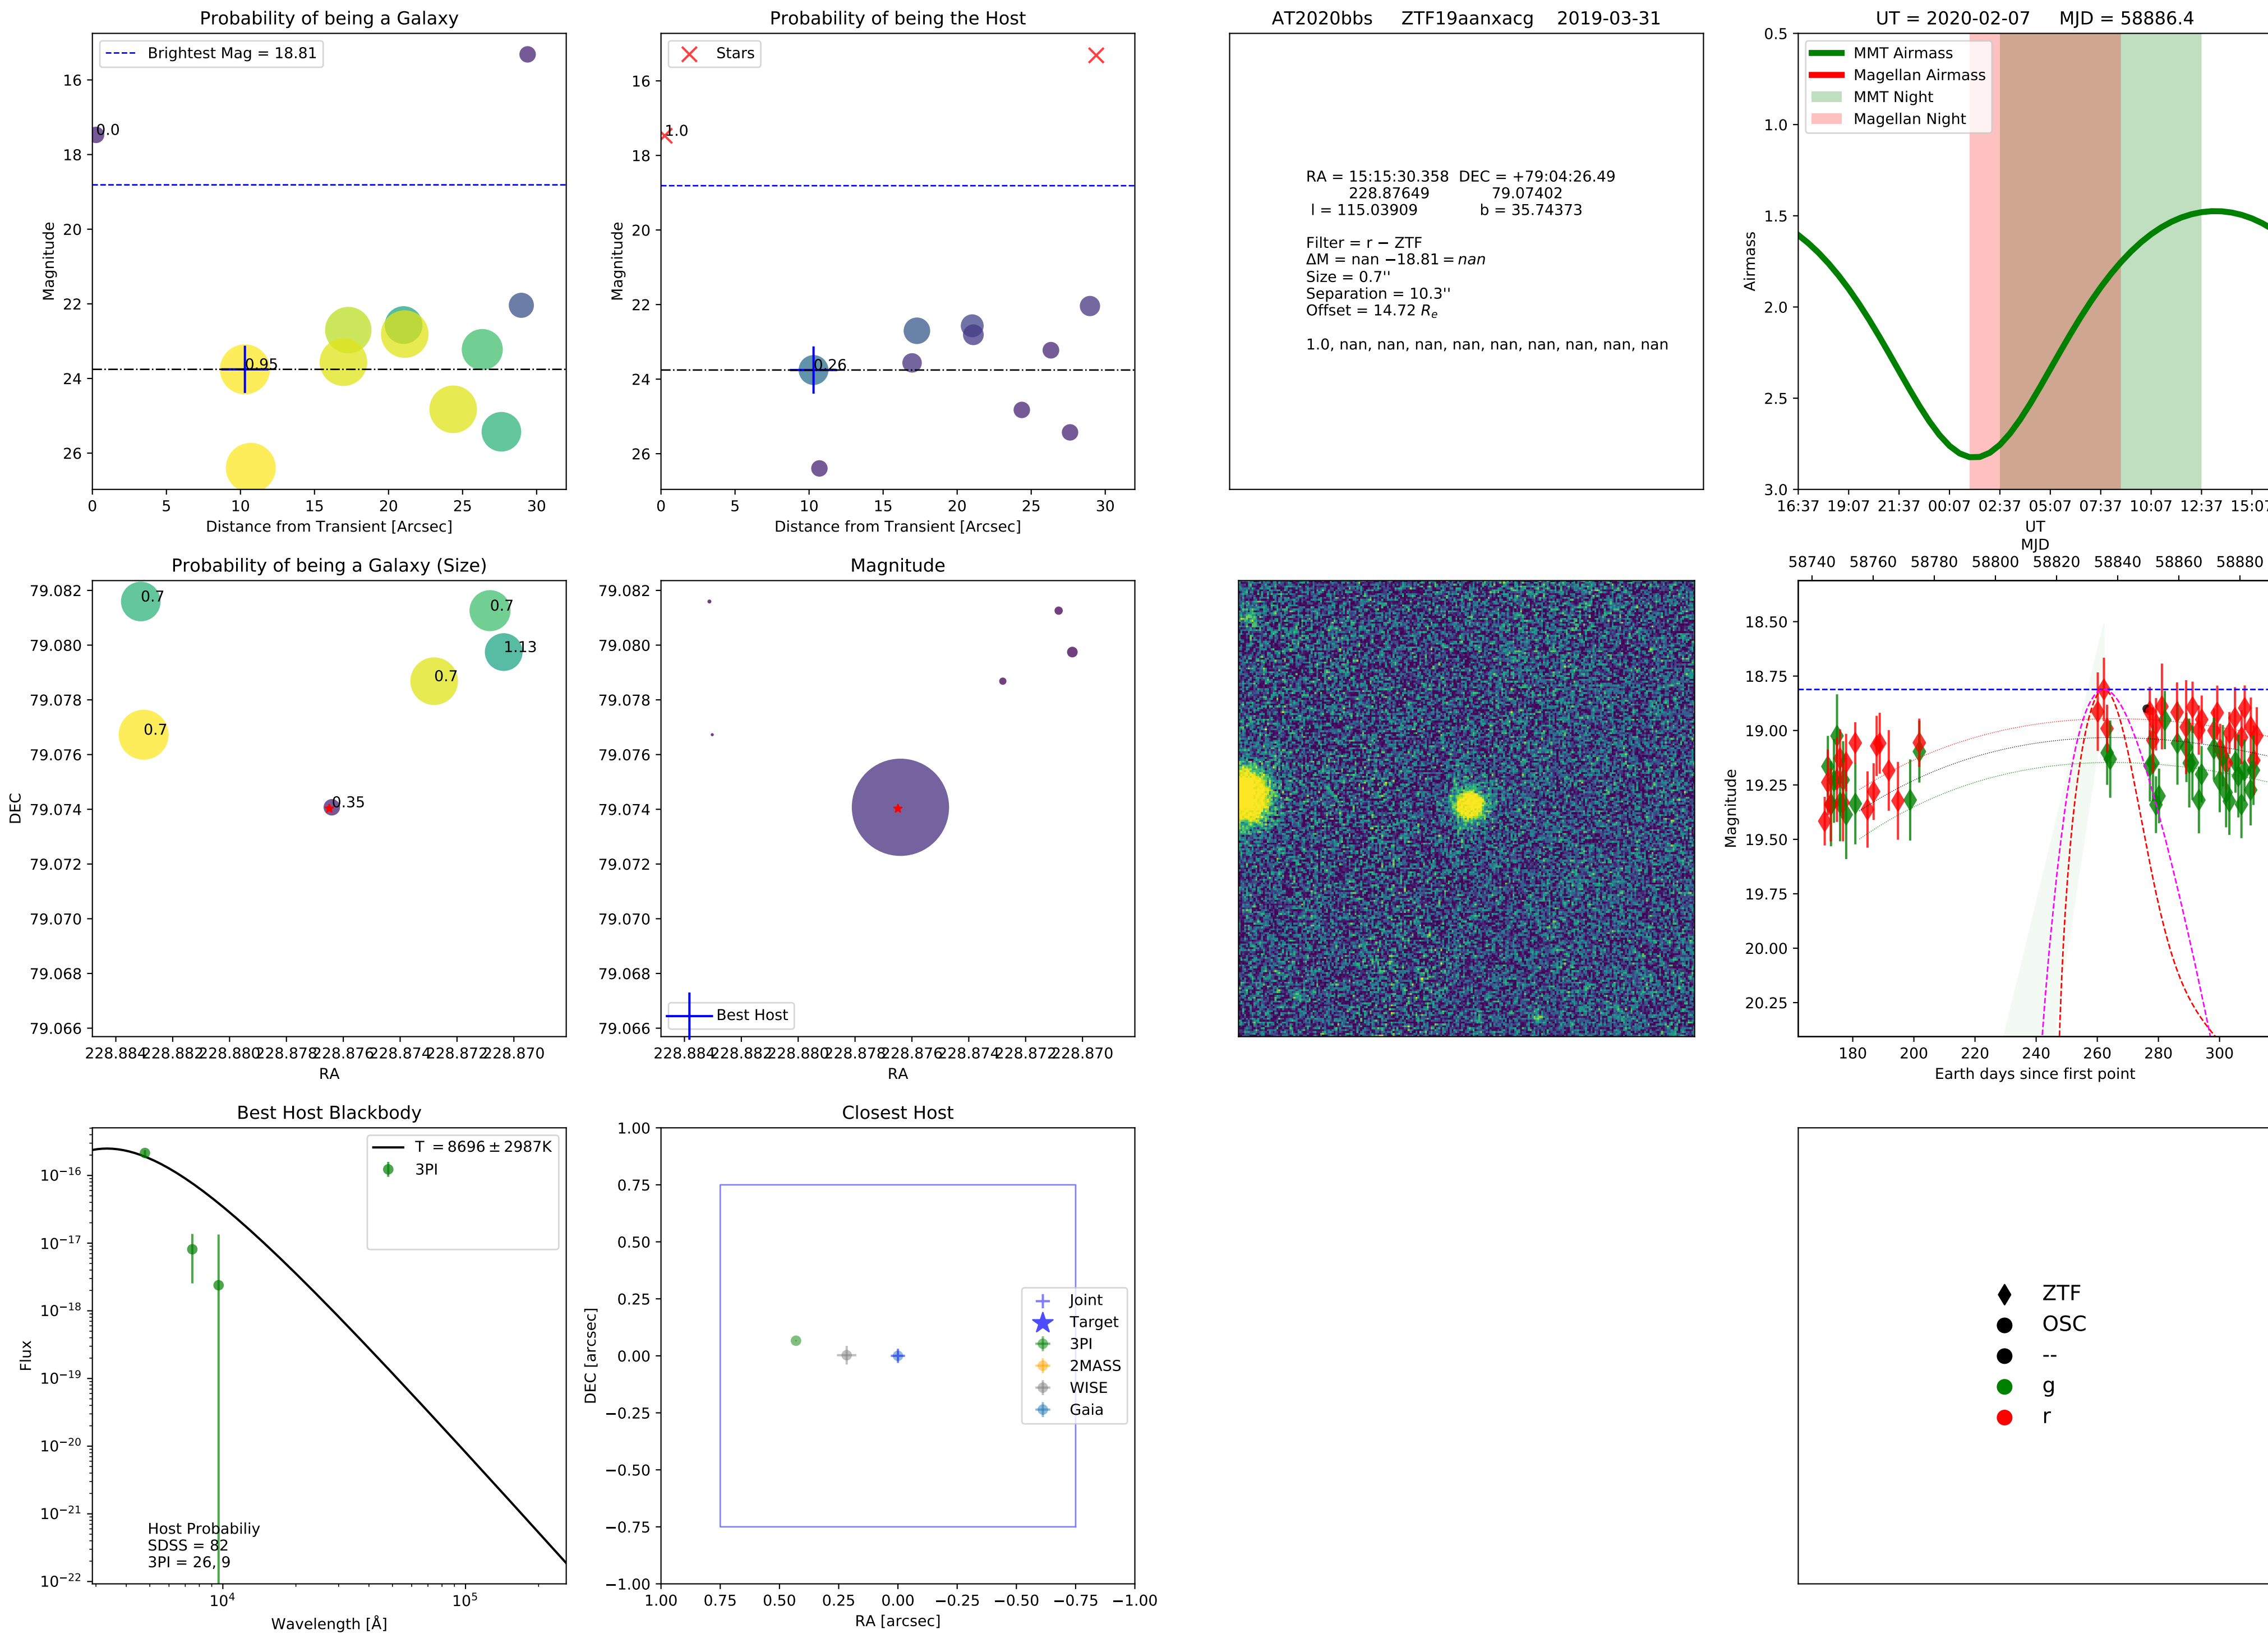 Probability of being a Galaxy
Brightest Mag = 18.81
0.0
0.95
16
18
20
22
24
26
Magnitude
0 5 10 15 20 25 30
Distance from Transient [Arcsec]
Probability of being the Host
Stars
1.0
0.26
16
18
20
22
24
26
Magnitude
0 5 10 15 20 25 30
Distance from Transient [Arcsec]
AT2020bbs ZTF19aanxacg 2019-03-31
RA = 15:15:30.358 DEC = +79:04:26.49
228.87649 79.07402
l = 115.03909 b = 35.74373
Filter = r − ZTF
ΔM = nan −18.81 = nan
Size = 0.7''
Separation = 10.3''
Offset = 14.72 Re
1.0, nan, nan, nan, nan, nan, nan, nan, nan, nan
UT = 2020-02-07 MJD = 58886.4
MMT Airmass
Magellan Airmass
MMT Night
Magellan Night
0.5
1.0
1.5
2.0
2.5
3.0
Airmass
16:37 19:07 21:37 00:07 02:37 05:07 07:37 10:07 12:37 15:07
UT
Probability of being a Galaxy (Size)
0.7
0.7
1.13
0.7
0.7
0.35
79.082
79.080
79.078
79.076
79.074
79.072
79.070
79.068
79.066
DEC
228.884 228.882 228.880 228.878 228.876 228.874 228.872 228.870
RA
Magnitude
79.082
79.080
79.078
79.076
79.074
79.072
79.070
79.068
79.066
Best Host
228.884 228.882 228.880 228.878 228.876 228.874 228.872 228.870
RA
MJD
58740 58760 58780 58800 58820 58840 58860 58880
18.50
18.75
19.00
19.25
19.50
19.75
20.00
20.25
Magnitude
180 200 220 240 260 280 300
Earth days since first point
Best Host Blackbody
T = 8696 ± 2987K
3PI
10−16
10−17
10−18
10−19
10−20
10−21
10−22
Flux
Host Probabiliy
SDSS = 82
3PI = 26, 9
104 105
Wavelength [Å]
Closest Host
1.00
0.75
0.50
0.25
0.00
−0.25
−0.50
−0.75
−1.00
DEC [arcsec]
Joint
Target
3PI
2MASS
WISE
Gaia
1.00 0.75 0.50 0.25 0.00 −0.25 −0.50 −0.75 −1.00
RA [arcsec]
ZTF
OSC
--
g
r